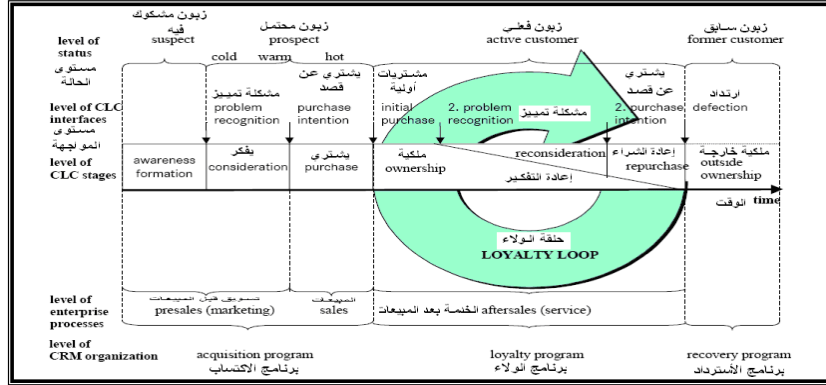 زبون مشكوك فيه
زبون محتمل
زبون فعلي
زبون سابق
level of status
suspect
prospect
active customer
former customer
cold warm hot
مستوى الحالة
يشتري عن قصد
مشتريات أولية
يشتري عن قصد
ارتداد
مشكلة تمييز
مشكلة تمييز
level of CLC interfaces
problem recognition
purchase intention
initial purchase
2. problem recognition
2. purchase intention
defection
مستوى المواجهة
level of CLC stages
awareness formation
يفكر
consideration
يشتري
purchase
ملكية
ownership
reconsideration
إعادة التفكير
إعادة الشراء
repurchase
ملكية خارجة
outside ownership
الوقت time
حلقة الولاء
LOYALTY LOOP
تسويق قبل المبيعات
المبيعات
level of enterprise processes
presales (marketing)
sales
الخدمة بعد المبيعات aftersales (service)
level of CRM organization
acquisition program
loyalty program
recovery program
برنامج الاكتساب
برنامج الولاء
برنامج الأسترداد